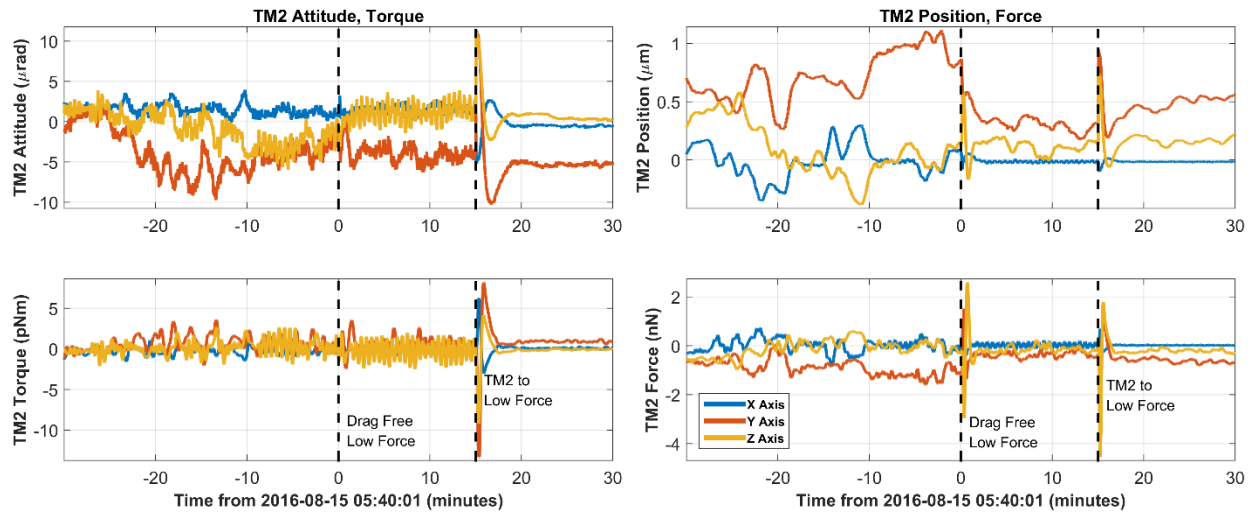 TM2 Attitude, Torque
TM2 Attitude (μrad)
10
5
0
-5
-10
-20
-10
0
10
20
30
TM2 Position, Force
TM2 Position (μm)
1
0.5
0
-20
-10
0
10
20
30
TM2 Torque (pNm)
5
0
-5
-10
Drag Free
Low Force
TM2 to
Low Force
-20
-10
0
10
20
30
Time from 2016-08-15 05:40:01 (minutes)
TM2 Force (nN)
2
0
-2
-4
X Axis
Y Axis
Z Axis
Drag Free
Low Force
TM2 to
Low Force
-20
-10
0
10
20
30
Time from 2016-08-15 05:40:01 (minutes)